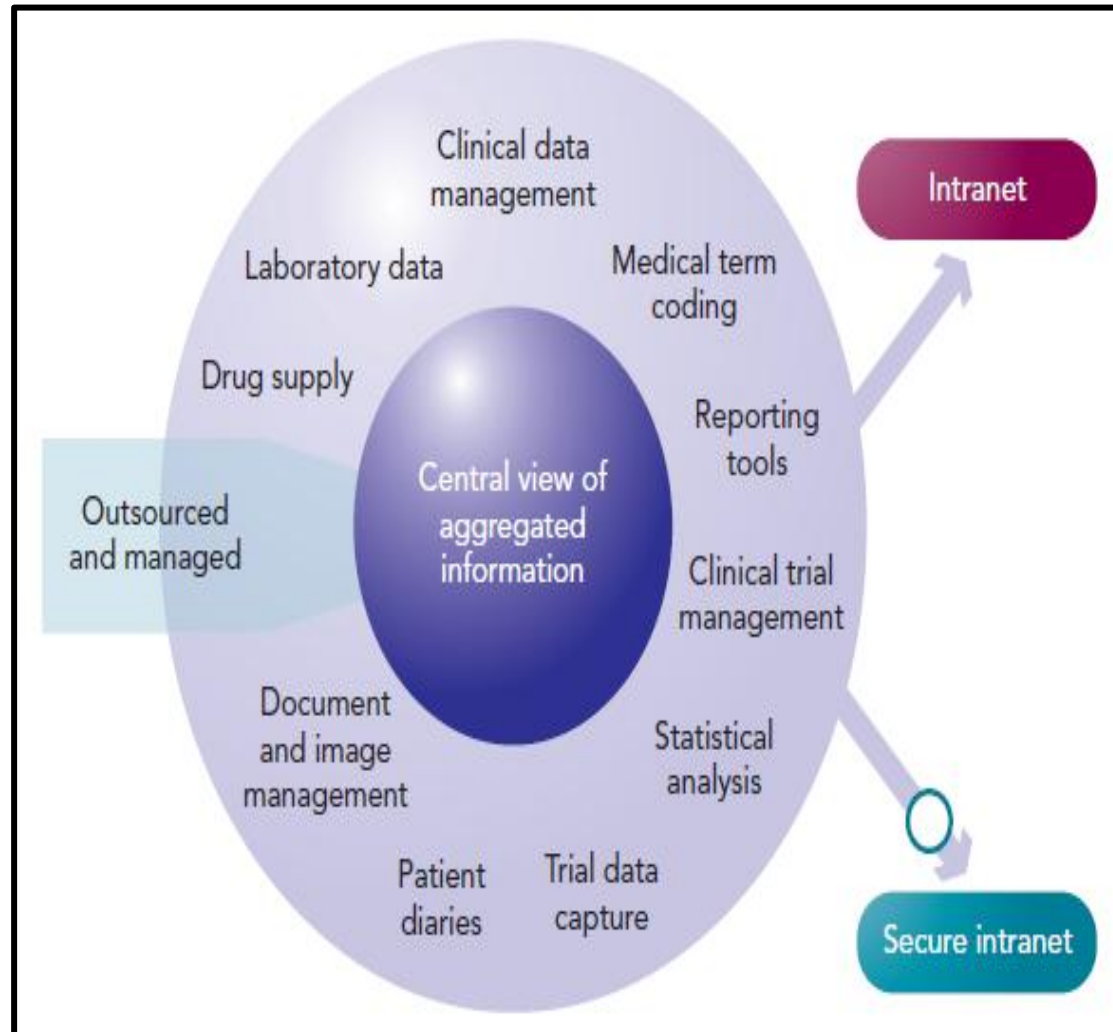 Clinical data
management
Intranet
Laboratory data
Medical term
coding
Drug supply
Reporting
tools
Central view of
aggregated
information
Outsourced
and managed
Clinical trial
management
Document
and image
management
Statistical
analysis
Patient
diaries
Trial data
capture
Secure intranet